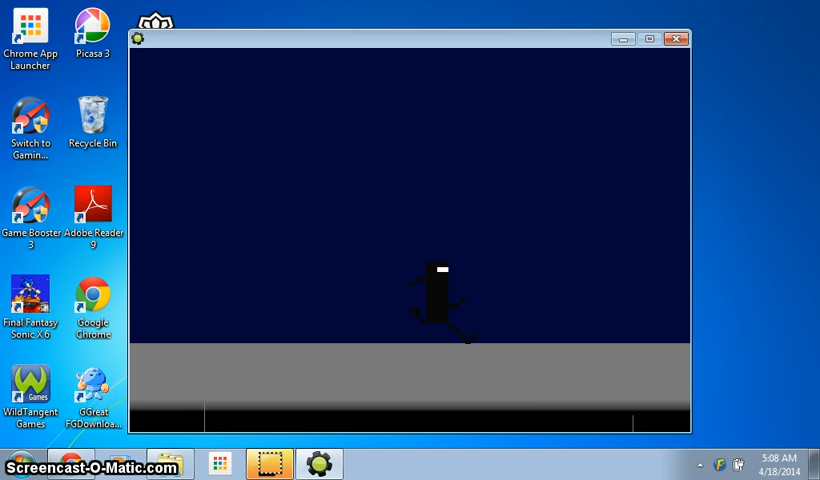 Chrome App
Launcher
Picasa 3
Switch to
Gamin...
Recycle Bin
Game Booster
3
Adobe Reader
9
Final Fantasy
Sonic X 6
Google
Chrome
W
Games
WildTangent
Games
GGreat
FGDownloa...
Screencast-O-Matic.com
5:08 AM
4/18/2014